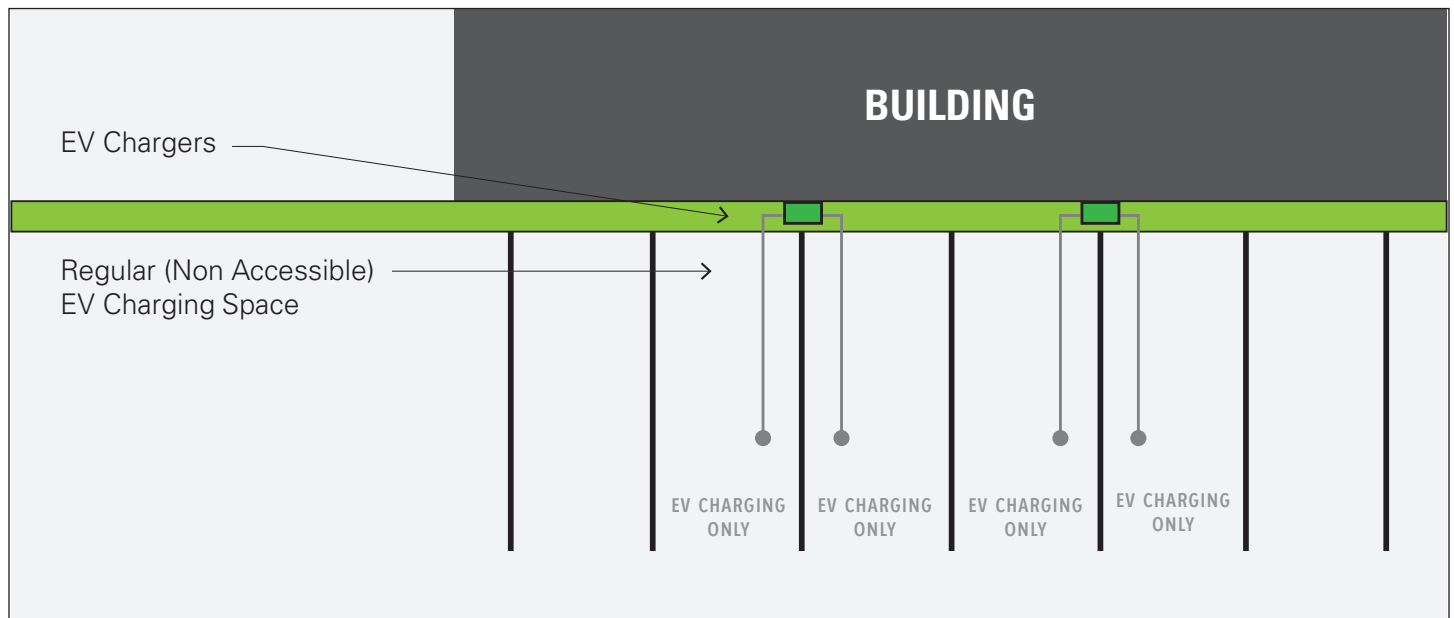 BUILDING
EV Chargers
Regular (Non Accessible)
EV Charging Space
EV CHARGING
ONLY
EV CHARGING
ONLY
EV CHARGING
ONLY
EV CHARGING
ONLY